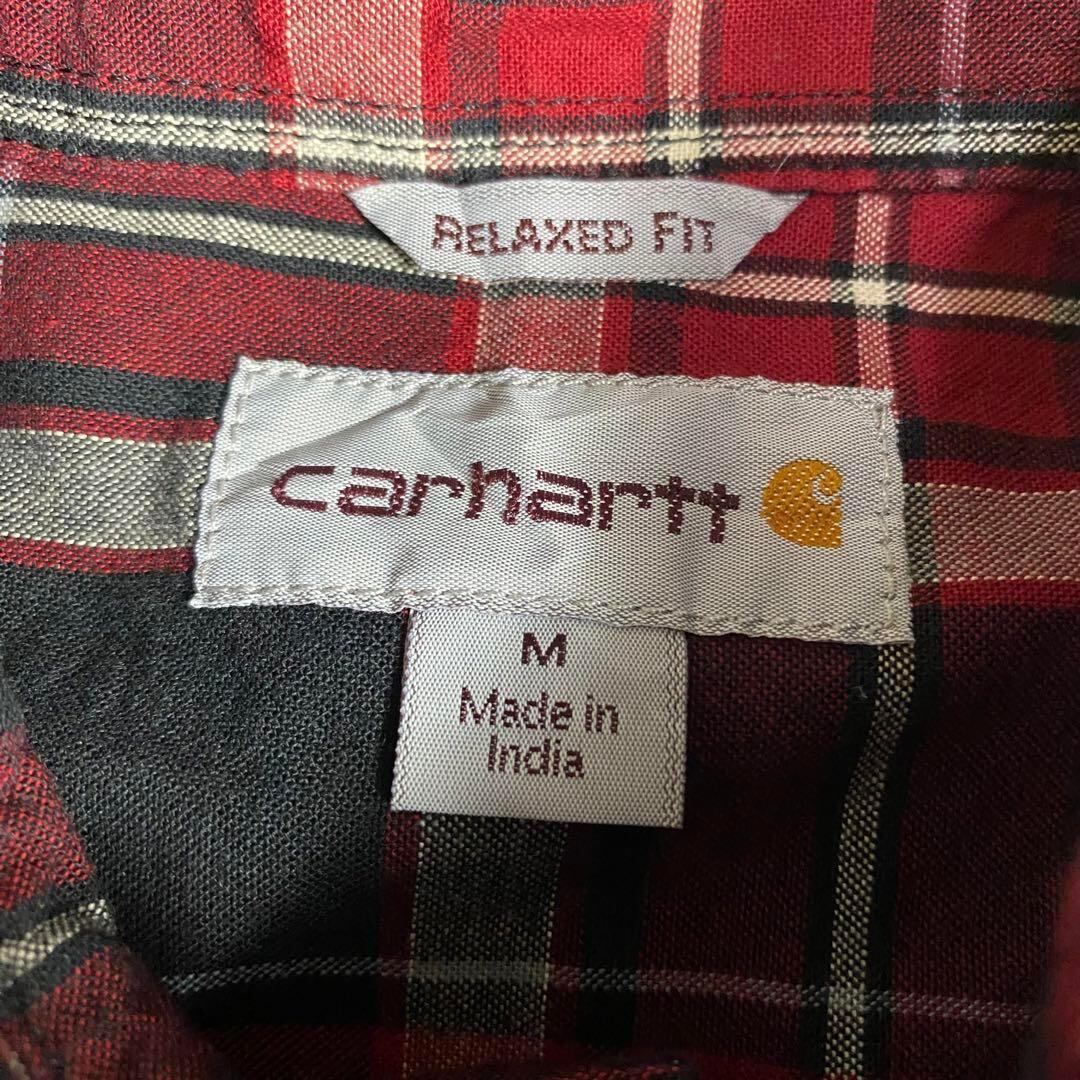 RELAXED FIT
carhartt
M
Made in
India